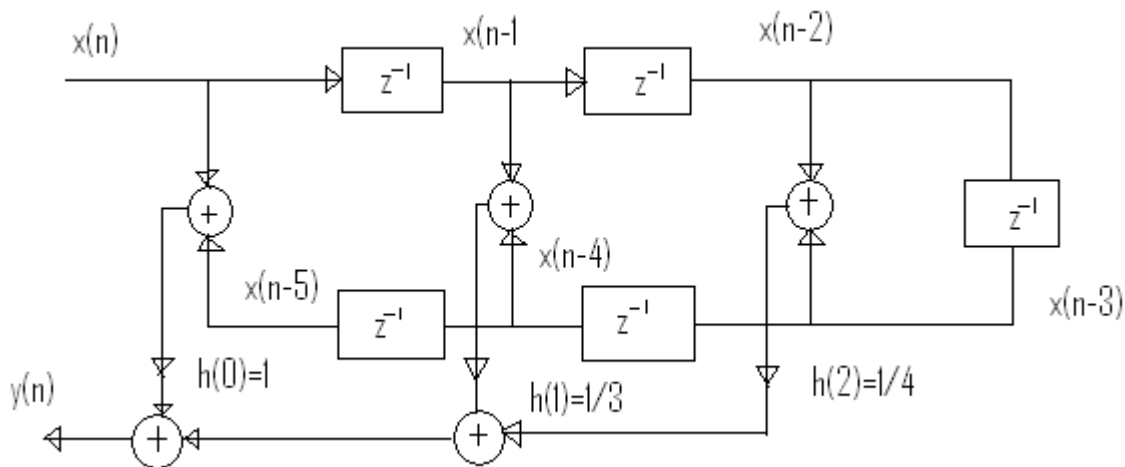 x(n)
x(n-1
x(n-2)
z⁻¹
z⁻¹
+
+
+
z⁻¹
x(n-5)
x(n-4)
x(n-3)
z⁻¹
z⁻¹
y(n)
h(0)=1
h(1)=1/3
h(2)=1/4
+
+